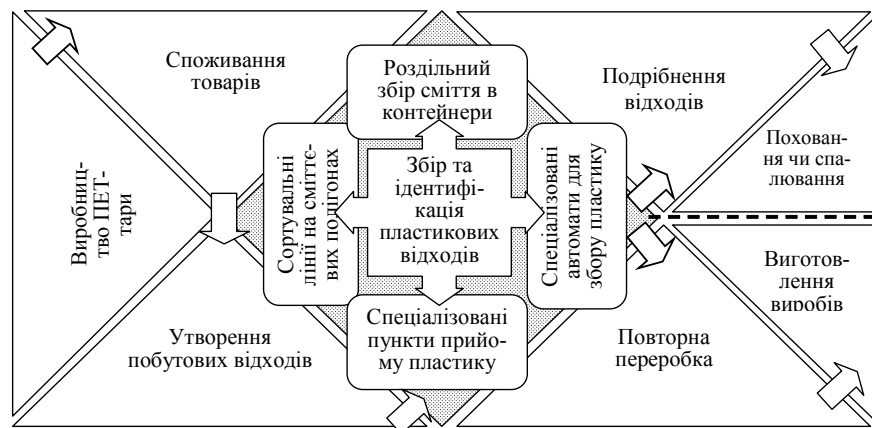 Споживання
товарів
Роздільний
збір сміття в
контейнери
Подрібнення
відходів
Похован-
ня чи спа-
лювання
Виробниц-
тво ПЕТ-
тари
Сортувальні
лінії на сміттє-
вих полігонах
Збір та
ідентифі-
кація
пластикових
відходів
Спеціалізовані
автомати для
збору пластику
Виготов-
лення
виробів
Утворення
побутових відходів
Спеціалізовані
пункти прийо-
му пластику
Повторна
переробка